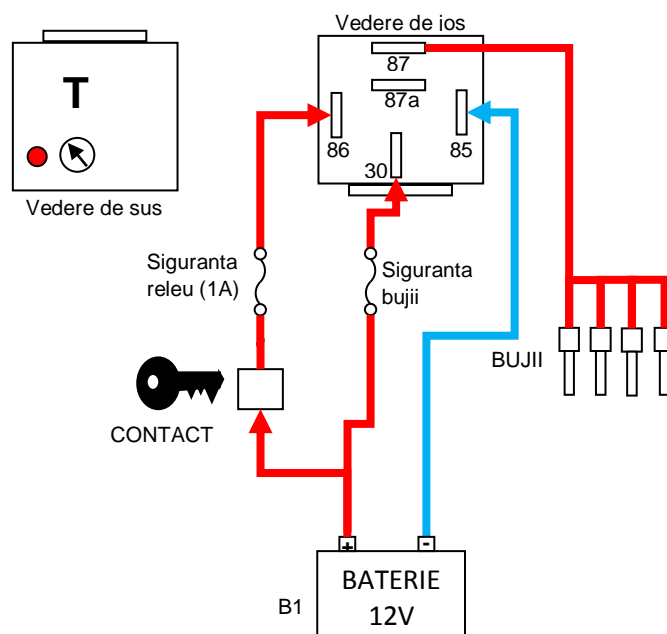 Vedere de jos
87
87a
86
85
30
T
Vedere de sus
Siguranta
releu (1A)
Siguranta
bujii
BUJII
CONTACT
+
-
BATERIE
12V
B1